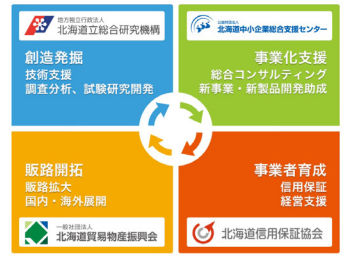 地方独立行政法人
北海道立総合研究機構
創造発掘
技術支援
調査分析、試験研究開発
公益財団法人
北海道中小企業総合支援センター
事業化支援
総合コンサルティング
新事業・新製品開発助成
販路開拓
販路拡大
国内・海外展開
一般社団法人
北海道貿易物産振興会
事業者育成
信用保証
経営支援
北海道信用保証協会